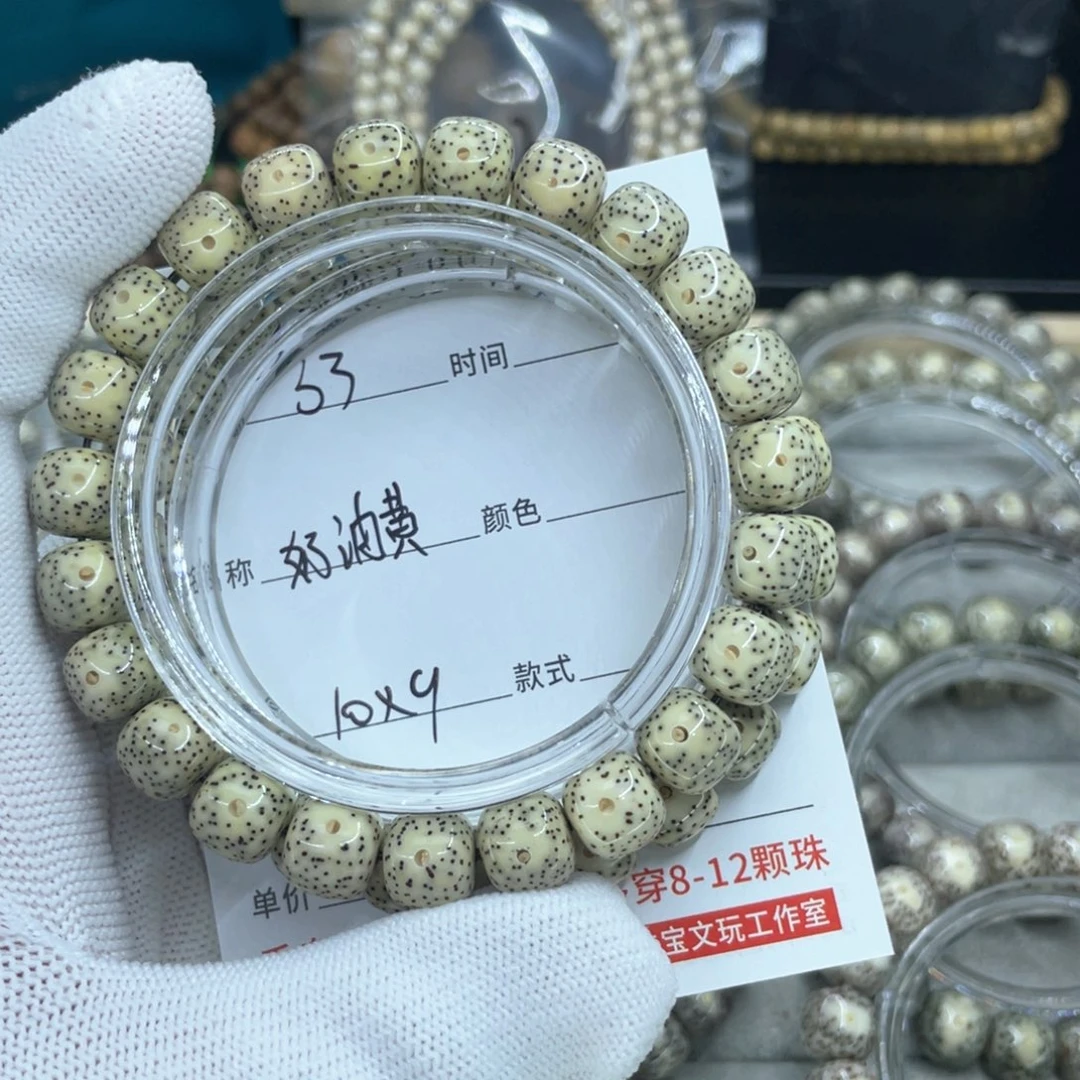 53 时间
称 奶油黄 颜色
10x9 款式
单价
穿8-12颗珠
宝文玩工作室